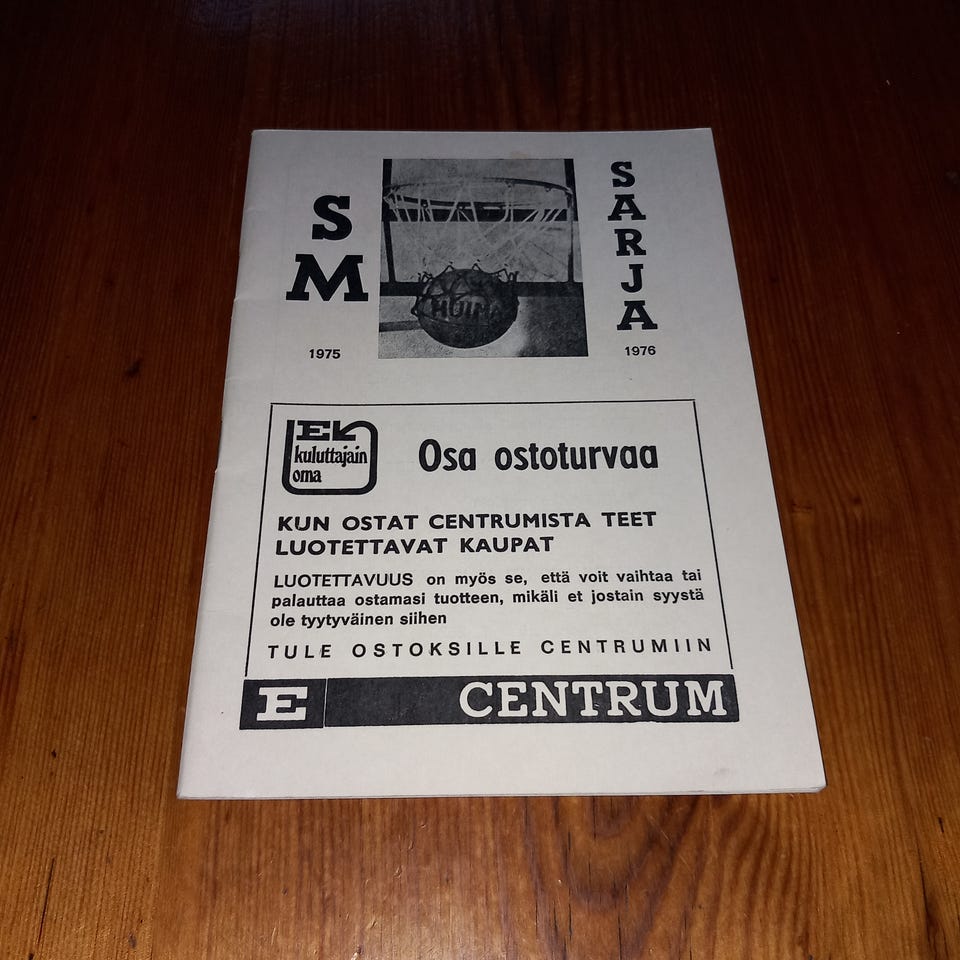 SM
SARJA
HUIMA
1975
1976
E
kuluttajain
oma
Osa ostoturvaa
KUN OSTAT CENTRUMISTA TEET
LUOTETTAVAT KAUPAT
LUOTETTAVUUS on myös se, että voit vaihtaa tai
palauttaa ostamasi tuotteen, mikäli et jostain syystä
ole tyytyväinen siihen
TULE OSTOKSILLE CENTRUMIIN
E CENTRUM